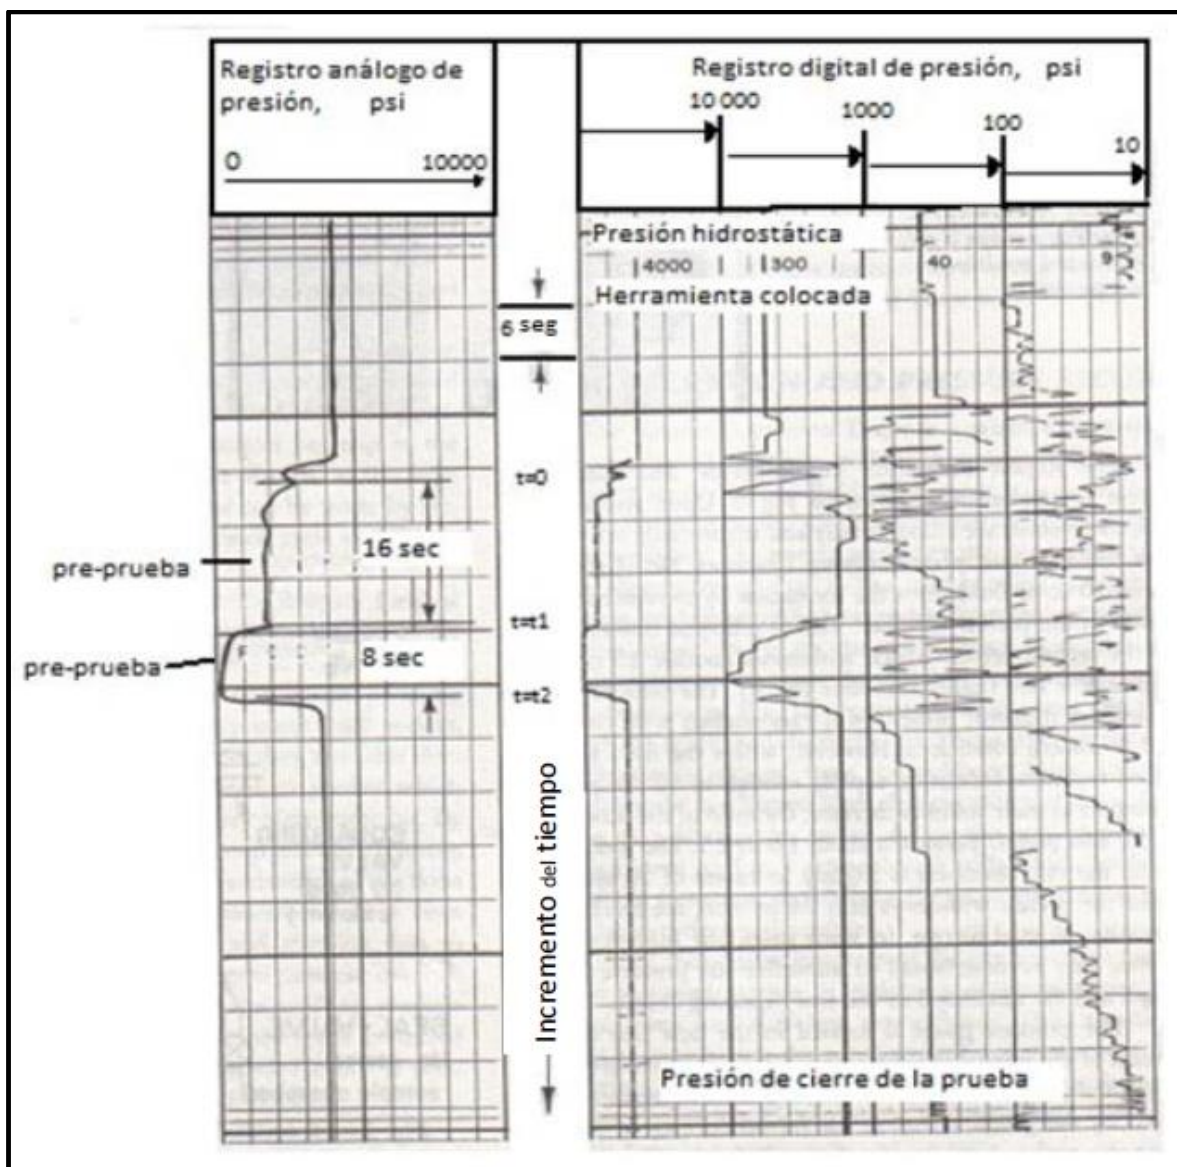 Registro análogo de
presión, psi
0 10000
Registro digital de presión, psi
10 000
1000
100
10
Presión hidrostática
4000
300
40
9
Herramienta colocada
6 seg
t=0
16 sec
pre-prueba
t=t1
8 sec
pre-prueba
t=t2
Incremento del tiempo
Presión de cierre de la prueba